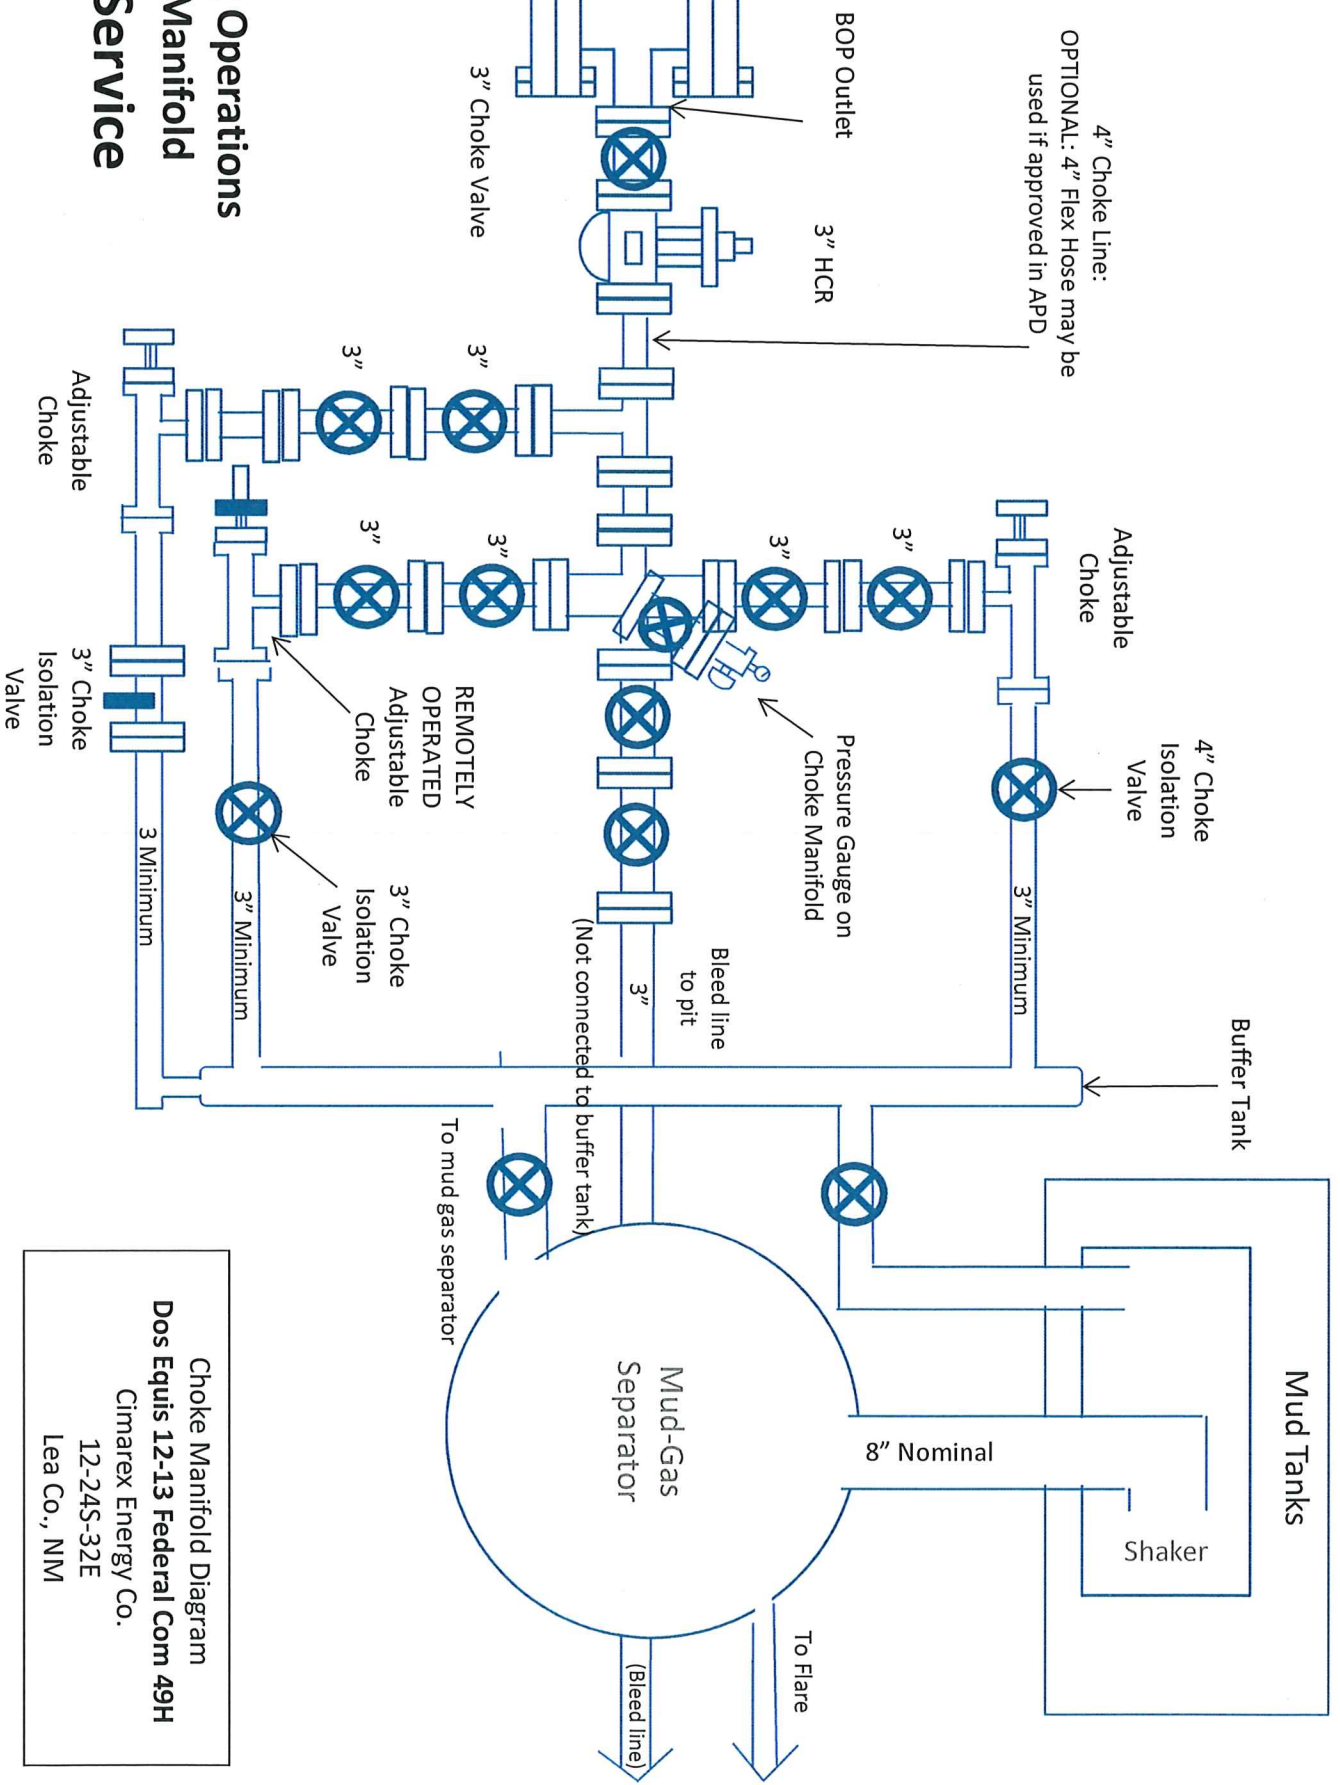 Operations
Manifold
Service
BOP Outlet
3" Choke Valve
3" HCR
4" Choke Line:
OPTIONAL: 4" Flex Hose may be
used if approved in APD
3"
3"
Adjustable
Choke
3"
3"
3"
3"
Adjustable
Choke
REMOTELY
OPERATED
Adjustable
Choke
Pressure Gauge on
Choke Manifold
4" Choke
Isolation
Valve
3" Choke
Isolation
Valve
3" Choke
Isolation
Valve
3" Minimum
3" Minimum
3 Minimum
Bleed line
to pit
3"
(Not connected to buffer tank)
Buffer Tank
To mud gas separator
Mud Tanks
8" Nominal
Shaker
Mud-Gas
Separator
To Flare
(Bleed line)
Choke Manifold Diagram
Dos Equis 12-13 Federal Com 49H
Cimarex Energy Co.
12-24S-32E
Lea Co., NM